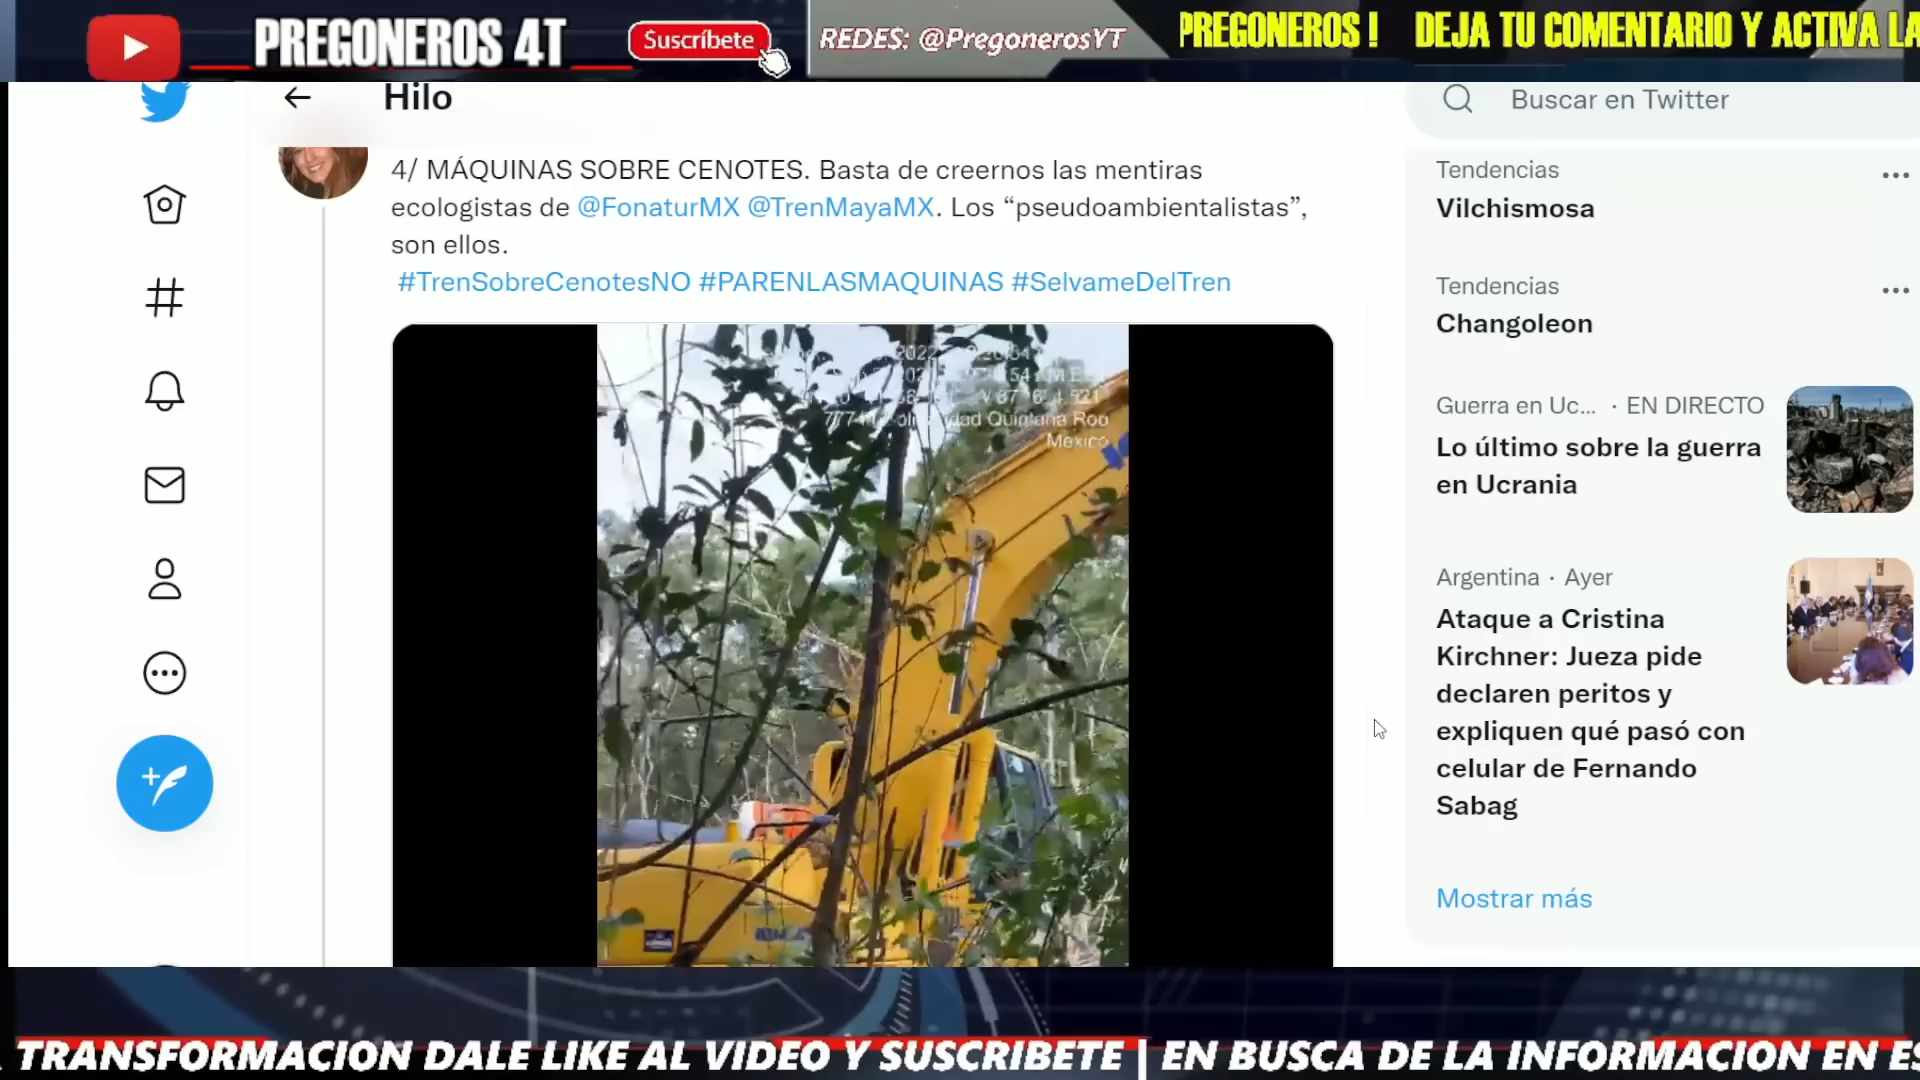 PREGONEROS 4T
Suscríbete
REDES: @PregonerosYT
PREGONEROS ! DEJA TU COMENTARIO Y ACTIVA LA
Hilo
Buscar en Twitter
4/ MÁQUINAS SOBRE CENOTES. Basta de creernos las mentiras
ecologistas de @FonaturMX @TrenMayaMX. Los “pseudoambientalistas”,
son ellos.
#TrenSobreCenotesNO #PARENLASMAQUINAS #SelvameDelTren
2022
Quintana Roo
Mexico
Tendencias
Vilchismosa
Tendencias
Changoleon
Guerra en Uc... · EN DIRECTO
Lo último sobre la guerra
en Ucrania
Argentina · Ayer
Ataque a Cristina
Kirchner: Jueza pide
declaren peritos y
expliquen qué pasó con
celular de Fernando
Sabag
Mostrar más
TRANSFORMACION DALE LIKE AL VIDEO Y SUSCRIBETE | EN BUSCA DE LA INFORMACION EN ES